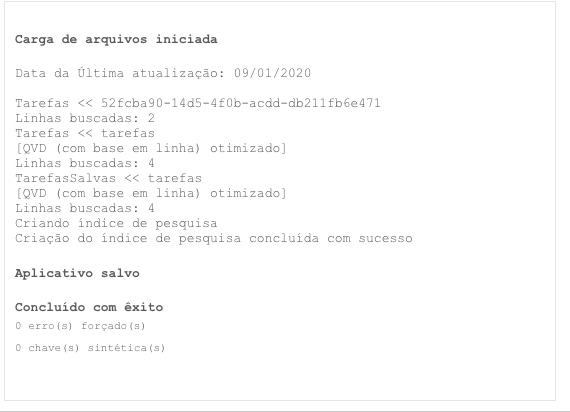 Carga de arquivos iniciada
Data da Última atualização: 09/01/2020
Tarefas << 52fcba90-14d5-4f0b-acdd-db211fb6e471
Linhas buscadas: 2
Tarefas << tarefas
[QVD (com base em linha) otimizado]
Linhas buscadas: 4
TarefasSalvas << tarefas
[QVD (com base em linha) otimizado]
Linhas buscadas: 4
Criando índice de pesquisa
Criação do índice de pesquisa concluída com sucesso
Aplicativo salvo
Concluído com êxito
0 erro(s) forçado(s)
0 chave(s) sintética(s)